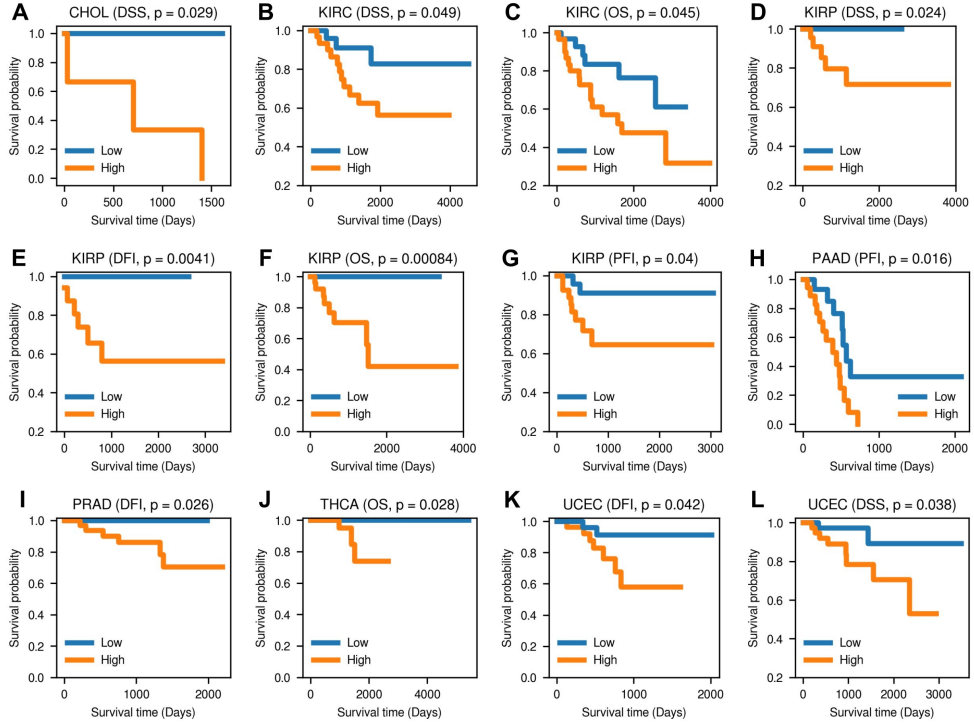 A CHOL (DSS, p = 0.029)
Survival probability
1.0
0.8
0.6
0.4
0.2
0.0
Low
High
0 500 1000 1500
Survival time (Days)
B KIRC (DSS, p = 0.049)
Survival probability
1.0
0.8
0.6
0.4
0.2
Low
High
0 2000 4000
Survival time (Days)
C KIRC (OS, p = 0.045)
Survival probability
1.0
0.8
0.6
0.4
0.2
Low
High
0 2000 4000
Survival time (Days)
D KIRP (DSS, p = 0.024)
Survival probability
1.0
0.8
0.6
0.4
0.2
Low
High
0 2000 4000
Survival time (Days)
E KIRP (DFI, p = 0.0041)
Survival probability
1.0
0.8
0.6
0.4
0.2
Low
High
0 1000 2000 3000
Survival time (Days)
F KIRP (OS, p = 0.00084)
Survival probability
1.0
0.8
0.6
0.4
0.2
0.0
Low
High
0 2000 4000
Survival time (Days)
G KIRP (PFI, p = 0.04)
Survival probability
1.0
0.8
0.6
0.4
0.2
Low
High
0 1000 2000 3000
Survival time (Days)
H PAAD (PFI, p = 0.016)
Survival probability
1.0
0.8
0.6
0.4
0.2
0.0
Low
High
0 1000 2000
Survival time (Days)
I PRAD (DFI, p = 0.026)
Survival probability
1.0
0.8
0.6
0.4
0.2
0.0
Low
High
0 1000 2000
Survival time (Days)
J THCA (OS, p = 0.028)
Survival probability
1.0
0.8
0.6
0.4
0.2
0.0
Low
High
0 2000 4000
Survival time (Days)
K UCEC (DFI, p = 0.042)
Survival probability
1.0
0.8
0.6
0.4
0.2
0.0
Low
High
0 500 1000 1500 2000
Survival time (Days)
L UCEC (DSS, p = 0.038)
Survival probability
1.0
0.8
0.6
0.4
0.2
Low
High
0 1000 2000 3000
Survival time (Days)